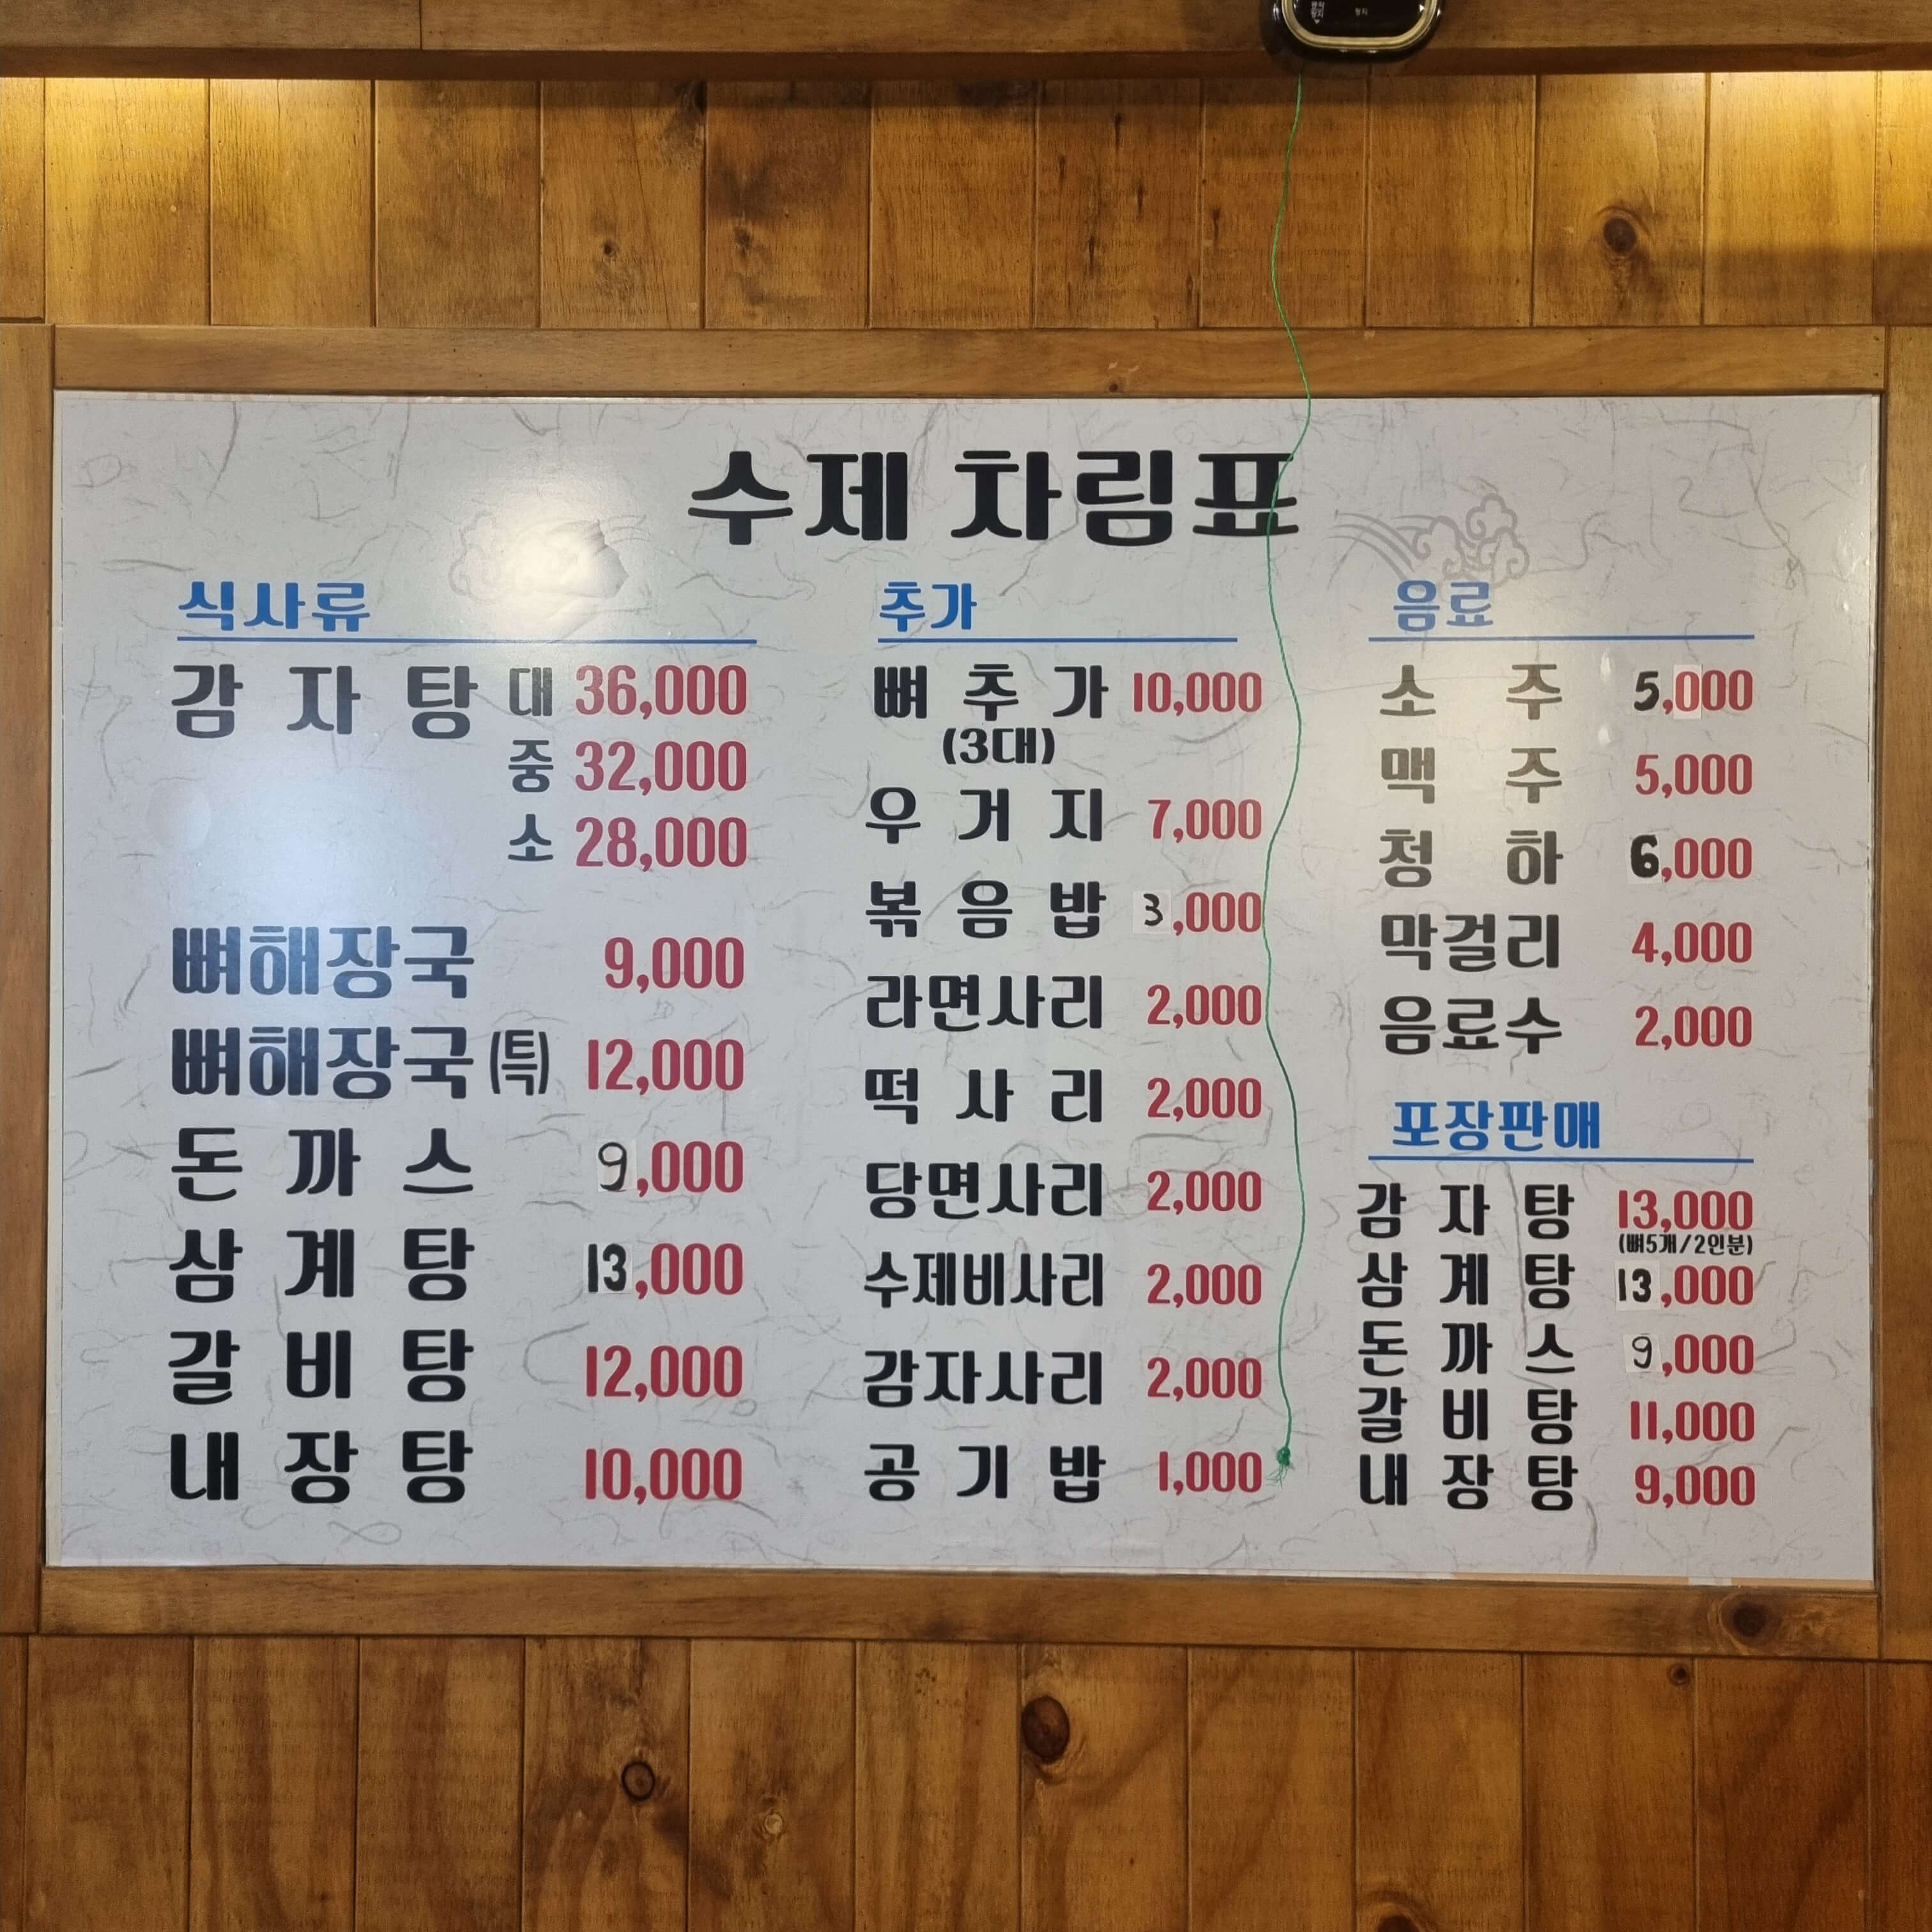 수제 차림표
식사류
감자탕 대 36,000
중 32,000
소 28,000
뼈해장국 9,000
뼈해장국(특) 12,000
돈까스 9,000
삼계탕 13,000
갈비탕 12,000
내장탕 10,000
추가
뼈추가 10,000
(3대)
우거지 7,000
볶음밥 3,000
라면사리 2,000
떡사리 2,000
당면사리 2,000
수제비사리 2,000
감자사리 2,000
공기밥 1,000
음료
소주 5,000
맥주 5,000
청하 6,000
막걸리 4,000
음료수 2,000
포장판매
감자탕 13,000
(뼈5개/2인분)
삼계탕 13,000
돈까스 9,000
갈비탕 11,000
내장탕 9,000